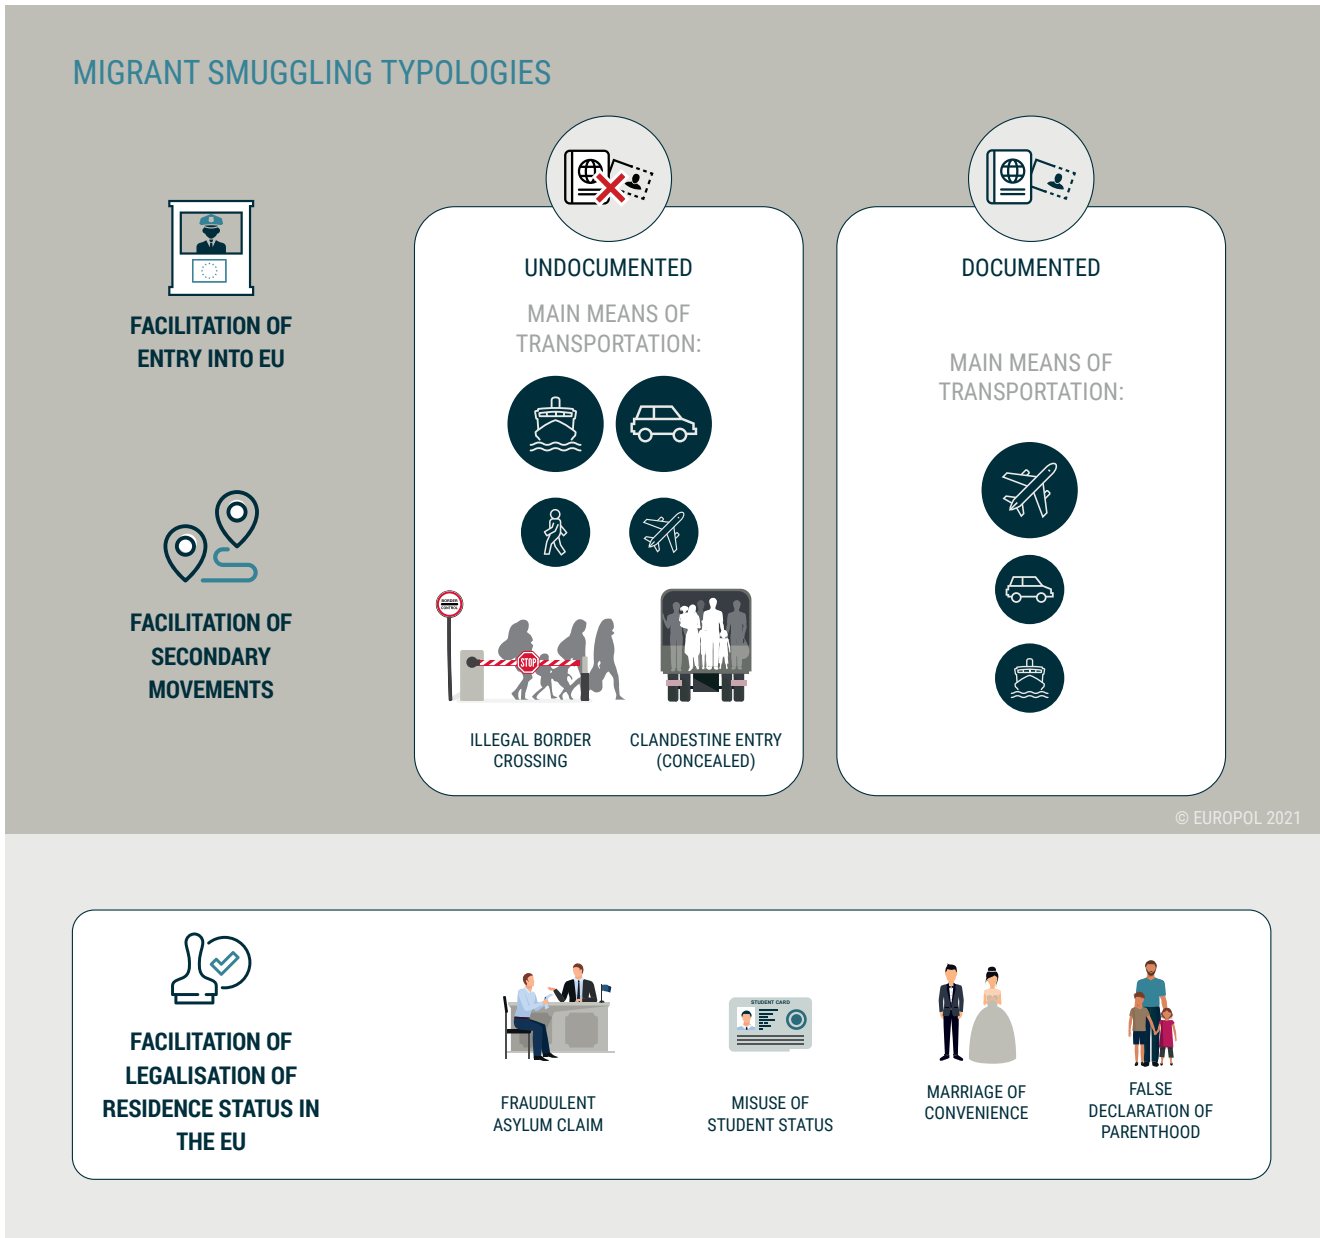 MIGRANT SMUGGLING TYPOLOGIES
FACILITATION OF
ENTRY INTO EU
FACILITATION OF
SECONDARY
MOVEMENTS
UNDOCUMENTED
MAIN MEANS OF
TRANSPORTATION:
BORDER
CONTROL
STOP
ILLEGAL BORDER
CROSSING
CLANDESTINE ENTRY
(CONCEALED)
DOCUMENTED
MAIN MEANS OF
TRANSPORTATION:
© EUROPOL 2021
FACILITATION OF
LEGALISATION OF
RESIDENCE STATUS IN
THE EU
FRAUDULENT
ASYLUM CLAIM
STUDENT CARD
MISUSE OF
STUDENT STATUS
MARRIAGE OF
CONVENIENCE
FALSE
DECLARATION OF
PARENTHOOD